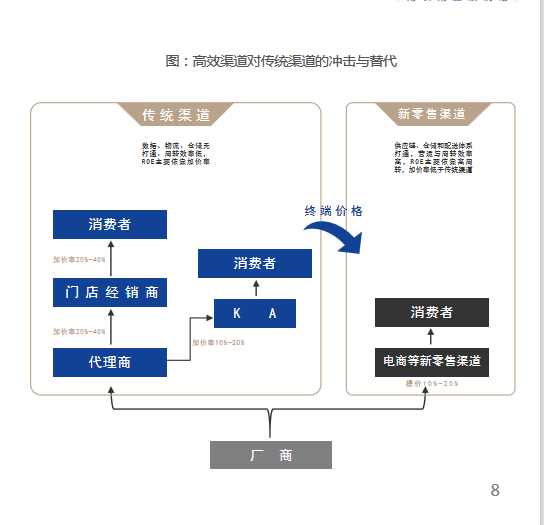 图：高效渠道对传统渠道的冲击与替代
传统渠道
数据、物流、仓储无
打通、周转效率低，
ROE主要依靠加价率
新零售渠道
供应链、仓储和配送体系
打通，营运与周转效率
高，ROE主要依靠高周
转，加价率低于传统渠道
终端价格
消费者
加价率20%-40%
门店经销商
加价率20%-40%
代理商
消费者
K A
加价率10%-20%
消费者
电商等新零售渠道
提价10%-20%
厂 商
8